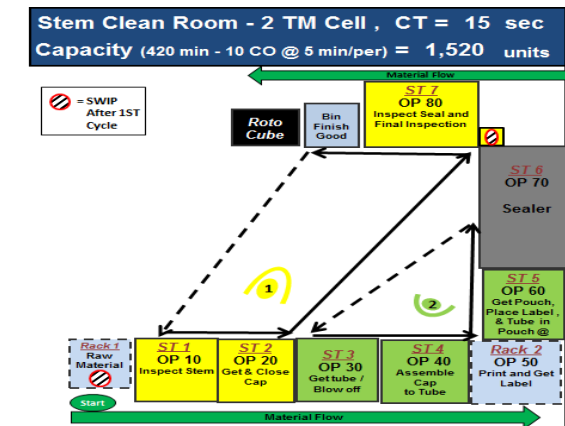 Stem Clean Room - 2 TM Cell , CT = 15 sec
Capacity (420 min - 10 CO @ 5 min/per) = 1,520 units
Material Flow
= SWIP
After 1ST
Cycle
Roto
Cube
Bin
Finish
Good
ST 7
OP 80
Inspect Seal and
Final Inspection
ST 6
OP 70
Sealer
1
2
ST 5
OP 60
Get Pouch,
Place Label ,
& Tube in
Pouch @
Rack 1
Raw
Material
ST 1
OP 10
Inspect Stem
ST 2
OP 20
Get & Close
Cap
ST 3
OP 30
Get tube /
Blow off
ST 4
OP 40
Assemble
Cap
to Tube
Rack 2
OP 50
Print and Get
Label
Start
Material Flow